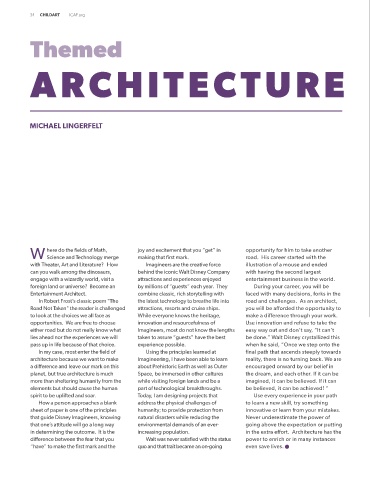 34 CHILDART ICAF.org
Themed
ARCHITECTURE
MICHAEL LINGERFELT
Where do the fields of Math,
Science and Technology merge
with Theater, Art and Literature? How
can you walk among the dinosaurs,
engage with a wizardly world, visit a
foreign land or universe? Become an
Entertainment Architect.
In Robert Frost's classic poem "The
Road Not Taken" the reader is challenged
to look at the choices we all face as
opportunities. We are free to choose
either road but do not really know what
lies ahead nor the experiences we will
pass up in life because of that choice.
In my case, most enter the field of
architecture because we want to make
a difference and leave our mark on this
planet, but true architecture is much
more than sheltering humanity from the
elements but should cause the human
spirit to be uplifted and soar.
How a person approaches a blank
sheet of paper is one of the principles
that guide Disney Imagineers, knowing
that one's attitude will go a long way
in determining the outcome. It is the
difference between the fear that you
"have" to make the first mark and the
joy and excitement that you "get" in
making that first mark.
Imagineers are the creative force
behind the iconic Walt Disney Company
attractions and experiences enjoyed
by millions of "guests" each year. They
combine classic, rich storytelling with
the latest technology to breathe life into
attractions, resorts and cruise ships.
While everyone knows the heritage,
innovation and resourcefulness of
Imagineers, most do not know the lengths
taken to assure "guests" have the best
experience possible.
Using the principles learned at
Imagineering, I have been able to learn
about Prehistoric Earth as well as Outer
Space, be immersed in other cultures
while visiting foreign lands and be a
part of technological breakthroughs.
Today, I am designing projects that
address the physical challenges of
humanity; to provide protection from
natural disasters while reducing the
environmental demands of an ever-
increasing population.
Walt was never satisfied with the status
quo and that trait became an on-going
opportunity for him to take another
road. His career started with the
illustration of a mouse and ended
with having the second largest
entertainment business in the world.
During your career, you will be
faced with many decisions, forks in the
road and challenges. As an architect,
you will be afforded the opportunity to
make a difference through your work.
Use innovation and refuse to take the
easy way out and don't say, "It can't
be done." Walt Disney crystallized this
when he said, "Once we step onto the
final path that ascends steeply towards
reality, there is no turning back. We are
encouraged onward by our belief in
the dream, and each other. If it can be
imagined, it can be believed. If it can
be believed, it can be achieved!"
Use every experience in your path
to learn a new skill, try something
innovative or learn from your mistakes.
Never underestimate the power of
going above the expectation or putting
in the extra effort. Architecture has the
power to enrich or in many instances
even save lives.